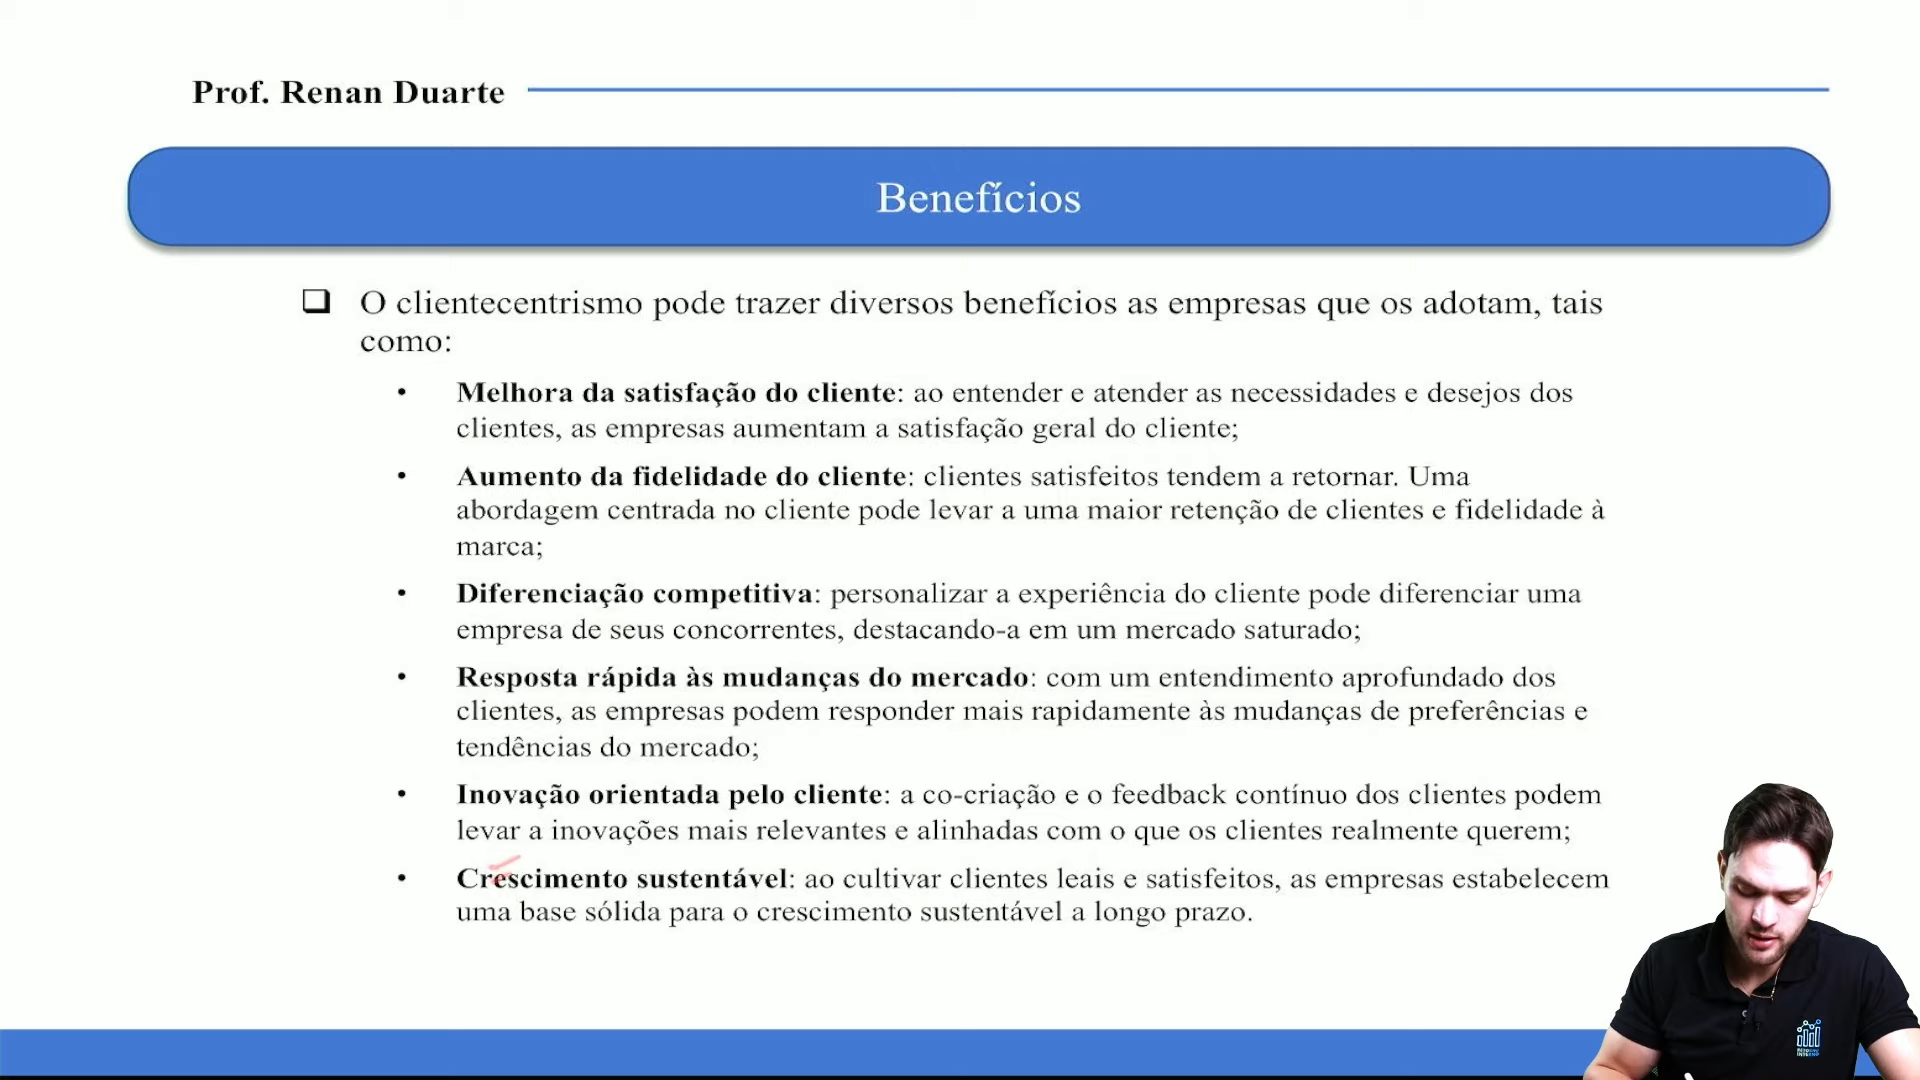 Prof. Renan Duarte
Benefícios
O clientecentrismo pode trazer diversos benefícios as empresas que os adotam, tais
como:
• Melhora da satisfação do cliente: ao entender e atender as necessidades e desejos dos
clientes, as empresas aumentam a satisfação geral do cliente;
• Aumento da fidelidade do cliente: clientes satisfeitos tendem a retornar. Uma
abordagem centrada no cliente pode levar a uma maior retenção de clientes e fidelidade à
marca;
• Diferenciação competitiva: personalizar a experiência do cliente pode diferenciar uma
empresa de seus concorrentes, destacando-a em um mercado saturado;
• Resposta rápida às mudanças do mercado: com um entendimento aprofundado dos
clientes, as empresas podem responder mais rapidamente às mudanças de preferências e
tendências do mercado;
• Inovação orientada pelo cliente: a co-criação e o feedback contínuo dos clientes podem
levar a inovações mais relevantes e alinhadas com o que os clientes realmente querem;
• Crescimento sustentável: ao cultivar clientes leais e satisfeitos, as empresas estabelecem
uma base sólida para o crescimento sustentável a longo prazo.